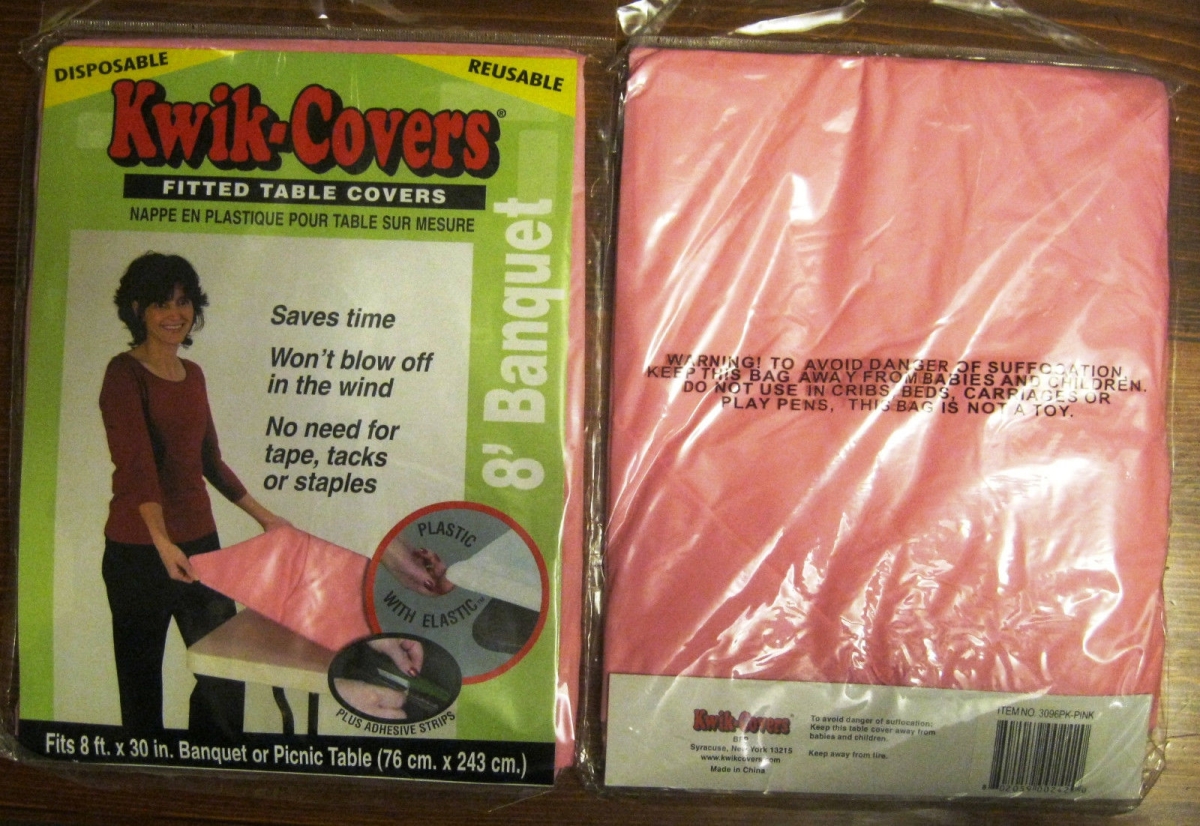 DISPOSABLE
REUSABLE
Kwik-Covers®
FITTED TABLE COVERS
NAPPE EN PLASTIQUE POUR TABLE SUR MESURE
8' Banquet
Saves time
Won't blow off
in the wind
No need for
tape, tacks
or staples
PLASTIC
WITH ELASTIC™
PLUS ADHESIVE STRIPS
Fits 8 ft. x 30 in. Banquet or Picnic Table (76 cm. x 243 cm.)
WARNING! TO AVOID DANGER OF SUFFOCATION,
KEEP THIS BAG AWAY FROM BABIES AND CHILDREN.
DO NOT USE IN CRIBS, BEDS, CARRIAGES OR
PLAY PENS, THIS BAG IS NOT A TOY.
Kwik-Covers
Syracuse, New York 13215
www.kwikcovers.com
Made in China
To avoid danger of suffocation:
Keep this table cover away from
babies and children.
Keep away from fire.
ITEM NO. 3096PK-PINK